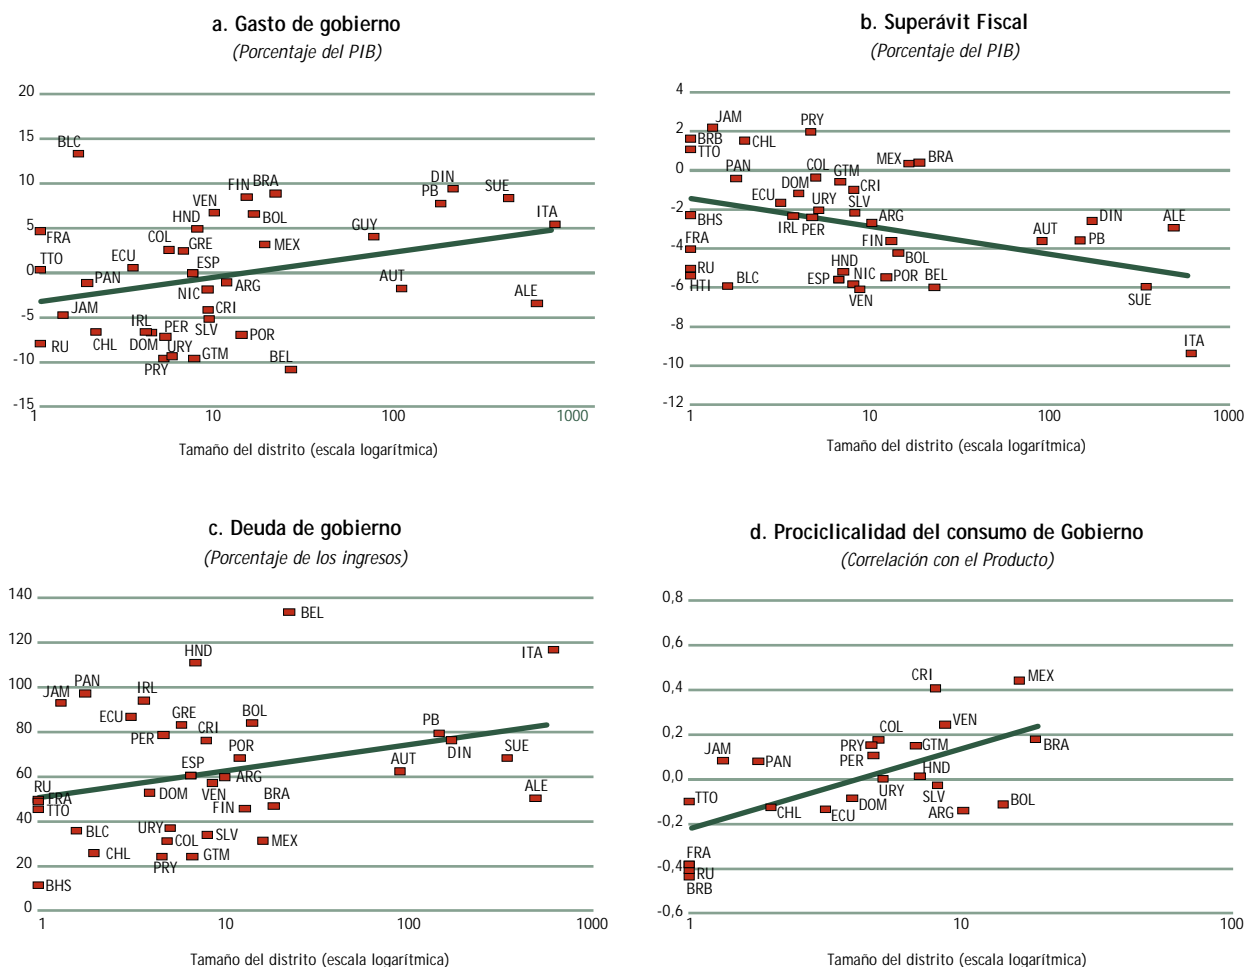 a. Gasto de gobierno
(Porcentaje del PIB)
20
15
BLC
10
FIN BRA
DIN
SUE
VEN
PB
HND
BOL
ITA
5
GUY
FRA
COL
GRE
MEX
TTO
ECU
ESP
0
PAN
ARG
AUT
NIC
ALE
JAM
CRI
-5
IRL
PER
SLV
POR
RU
CHL
DOM
URY
GTM
BEL
PRY
-10
-15
1
10
100
1000
Tamaño del distrito (escala logarítmica)
b. Superávit Fiscal
(Porcentaje del PIB)
4
JAM
PRY
2
BRB
CHL
TTO
MEX
BRA
0
PAN
COL
GTM
DOM
CRI
ECU
URY
SLV
-2
BHS
IRL
PER
ARG
DIN
ALE
FIN
AUT
PB
FRA
-4
BOL
RU
HND
HTI
BLC
ESP
NIC
POR
BEL
-6
VEN
SUE
-8
ITA
-10
-12
1
10
100
1000
Tamaño del distrito (escala logarítmica)
c. Deuda de gobierno
(Porcentaje de los ingresos)
140
BEL
120
HND
ITA
100
JAM
PAN
IRL
ECU
GRE
BOL
80
PER
CRI
PB
DIN
POR
SUE
ESP
AUT
60
ARG
RU
DOM
VEN
ALE
FRA
TTO
FIN
BRA
40
BLC
URY
SLV
COL
MEX
CHL
GTM
20
PRY
BHS
0
1
10
100
1000
Tamaño del distrito (escala logarítmica)
d. Prociclicalidad del consumo de Gobierno
(Correlación con el Producto)
0,8
0,6
CRI
MEX
0,4
VEN
COL
0,2
PRY
GTM
BRA
JAM
PAN
PER
HND
0,0
TTO
URY
SLV
CHL
ECU
DOM
ARG
BOL
-0,2
FRA
-0,4
RU
BRB
-0,6
1
10
100
Tamaño del distrito (escala logarítmica)